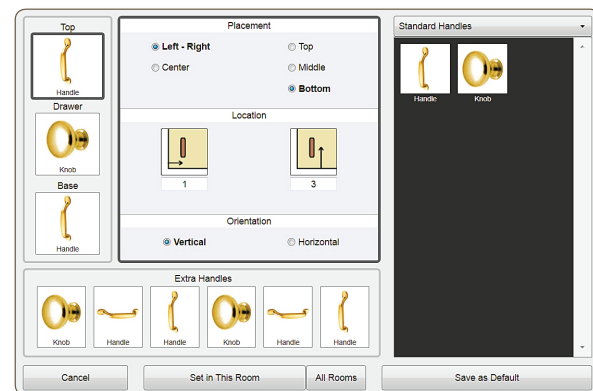 Top
Handle
Drawer
Knob
Base
Handle
Placement
Left - Right
Top
Center
Middle
Bottom
Location
1
3
Orientation
Vertical
Horizontal
Standard Handles
Handle
Knob
Extra Handles
Knob
Handle
Handle
Knob
Handle
Handle
Cancel
Set in This Room
All Rooms
Save as Default